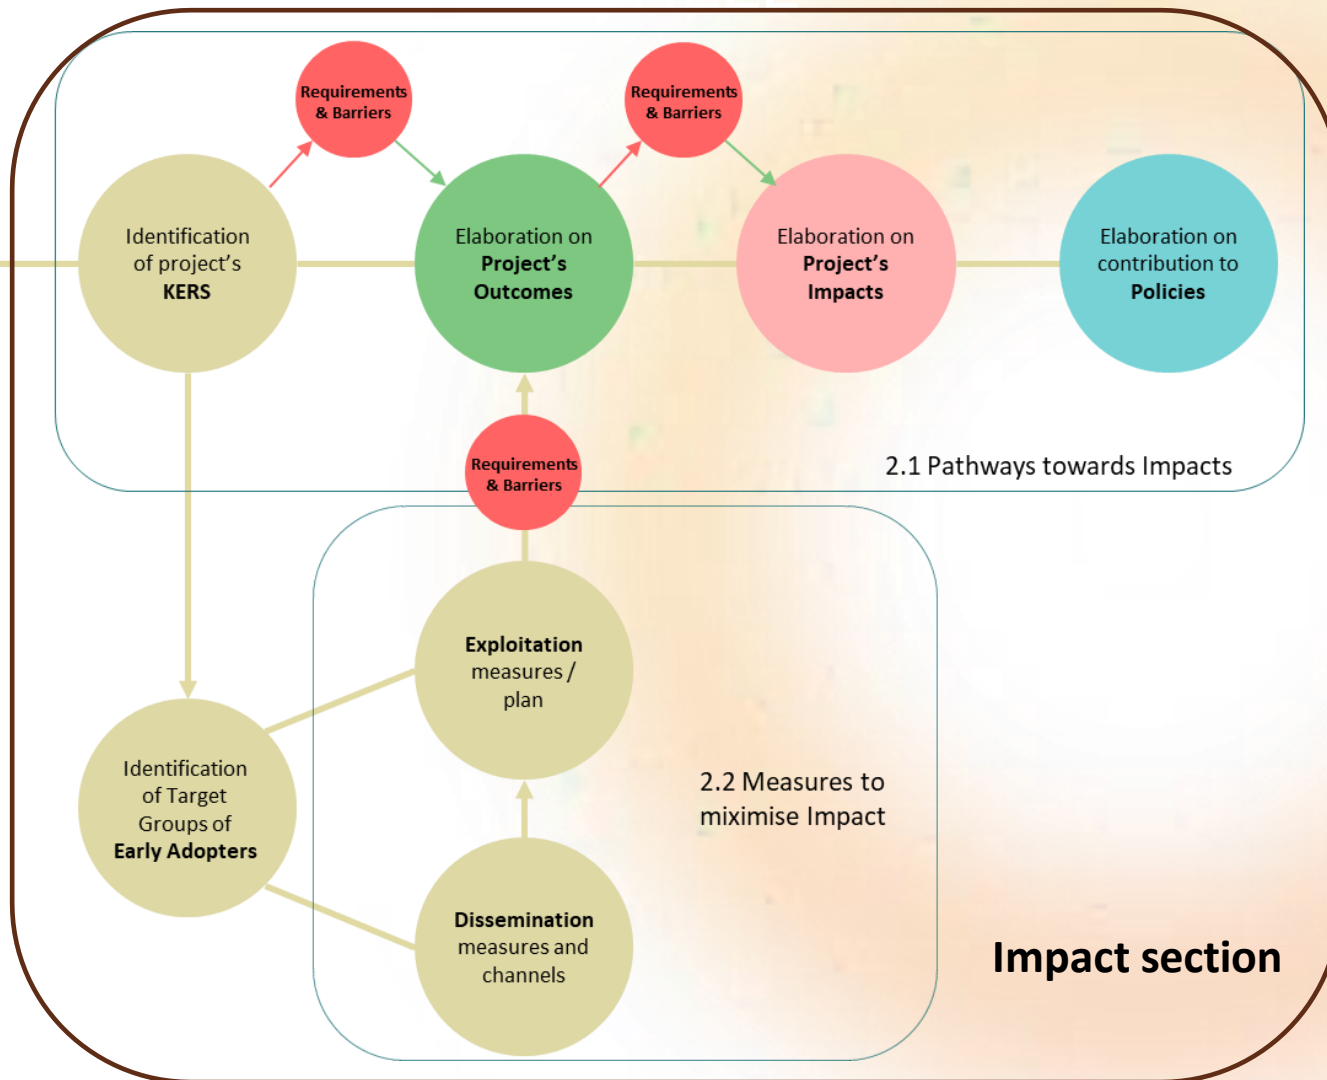 Requirements
& Barriers
Requirements
& Barriers
Identification
of project's
KERS
Elaboration on
Project's
Outcomes
Elaboration on
Project's
Impacts
Elaboration on
contribution to
Policies
Requirements
& Barriers
2.1 Pathways towards Impacts
Exploitation
measures /
plan
Identification
of Target
Groups of
Early Adopters
2.2 Measures to
miximise Impact
Dissemination
measures and
channels
Impact section